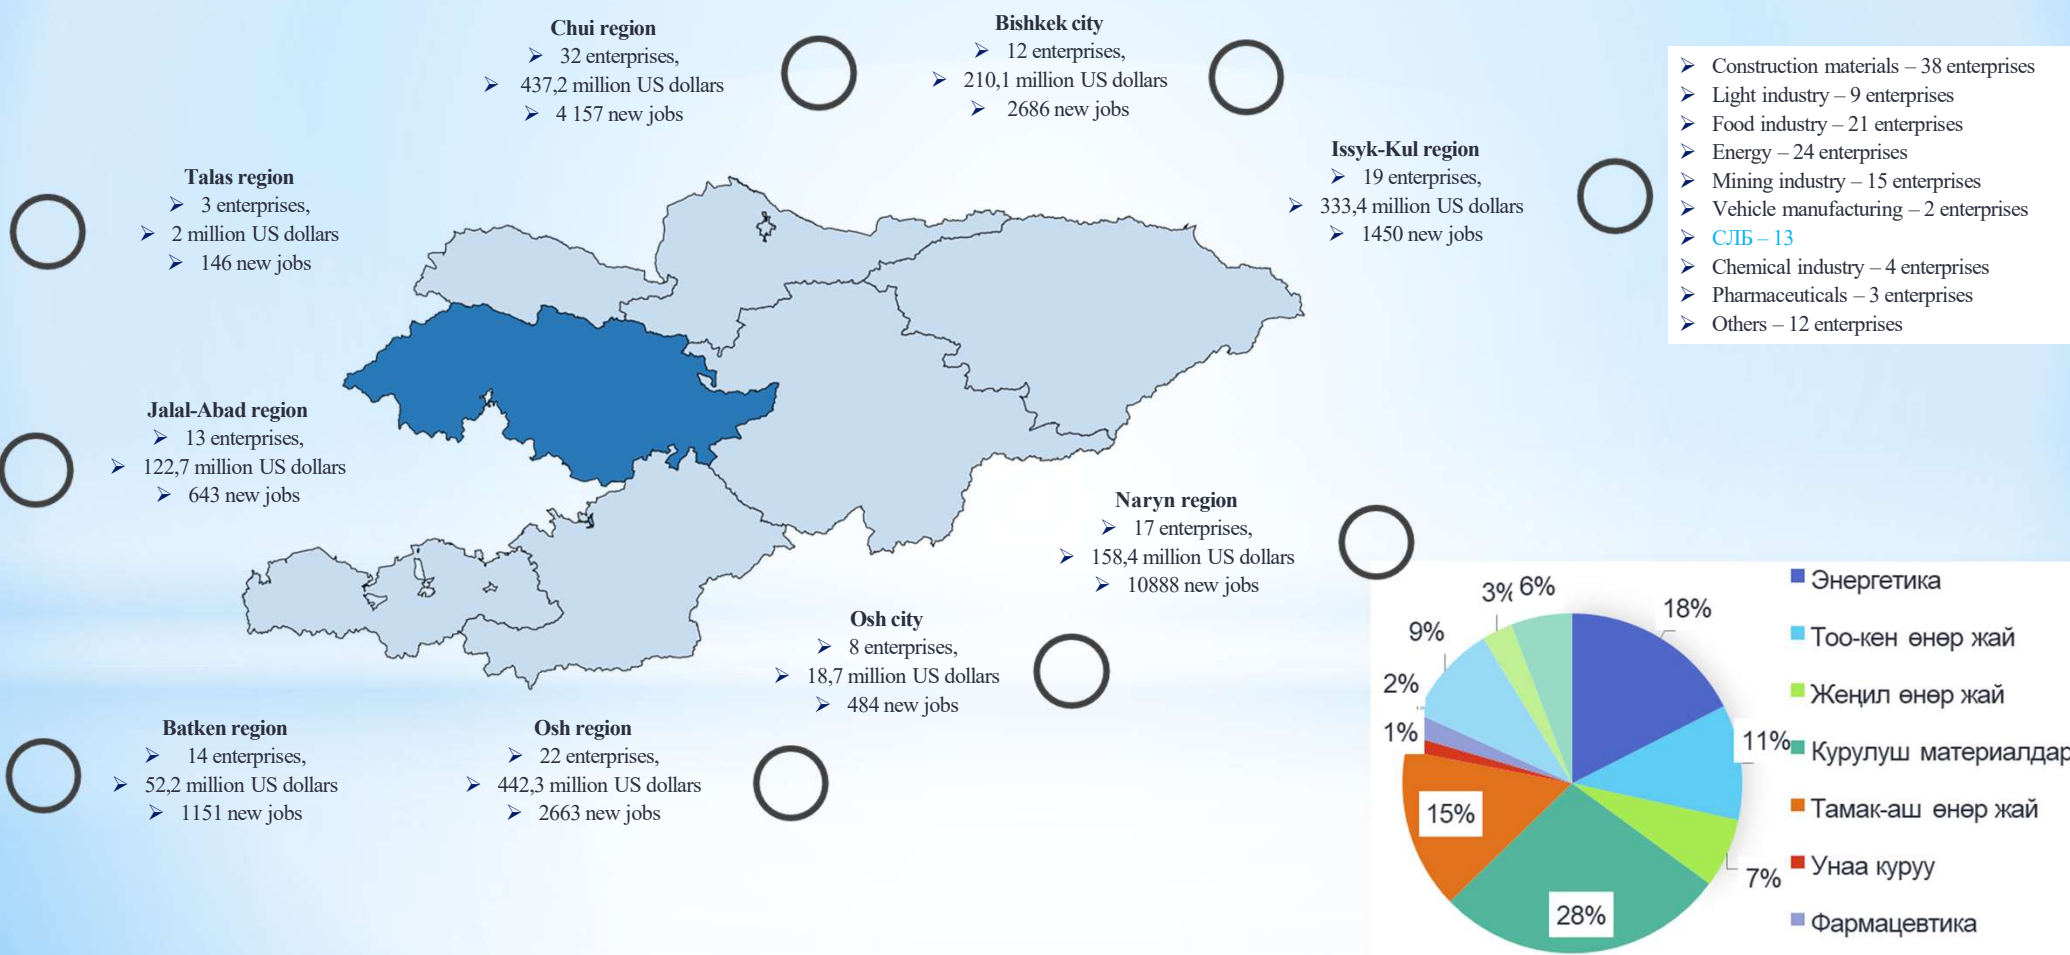 Chui region
➢ 32 enterprises,
➢ 437,2 million US dollars
➢ 4 157 new jobs
Bishkek city
➢ 12 enterprises,
➢ 210,1 million US dollars
➢ 2686 new jobs
Issyk-Kul region
➢ 19 enterprises,
➢ 333,4 million US dollars
➢ 1450 new jobs
➢ Construction materials – 38 enterprises
➢ Light industry – 9 enterprises
➢ Food industry – 21 enterprises
➢ Energy – 24 enterprises
➢ Mining industry – 15 enterprises
➢ Vehicle manufacturing – 2 enterprises
➢ СЛБ – 13
➢ Chemical industry – 4 enterprises
➢ Pharmaceuticals – 3 enterprises
➢ Others – 12 enterprises
Talas region
➢ 3 enterprises,
➢ 2 million US dollars
➢ 146 new jobs
Jalal-Abad region
➢ 13 enterprises,
➢ 122,7 million US dollars
➢ 643 new jobs
Naryn region
➢ 17 enterprises,
➢ 158,4 million US dollars
➢ 10888 new jobs
Osh city
➢ 8 enterprises,
➢ 18,7 million US dollars
➢ 484 new jobs
Batken region
➢ 14 enterprises,
➢ 52,2 million US dollars
➢ 1151 new jobs
Osh region
➢ 22 enterprises,
➢ 442,3 million US dollars
➢ 2663 new jobs
18%
11%
7%
28%
15%
1%
2%
9%
3%
6%
Энергетика
Тоо-кен өнөр жай
Жеңил өнөр жай
Курулуш материалдар
Тамак-аш өнөр жай
Унаа куруу
Фармацевтика